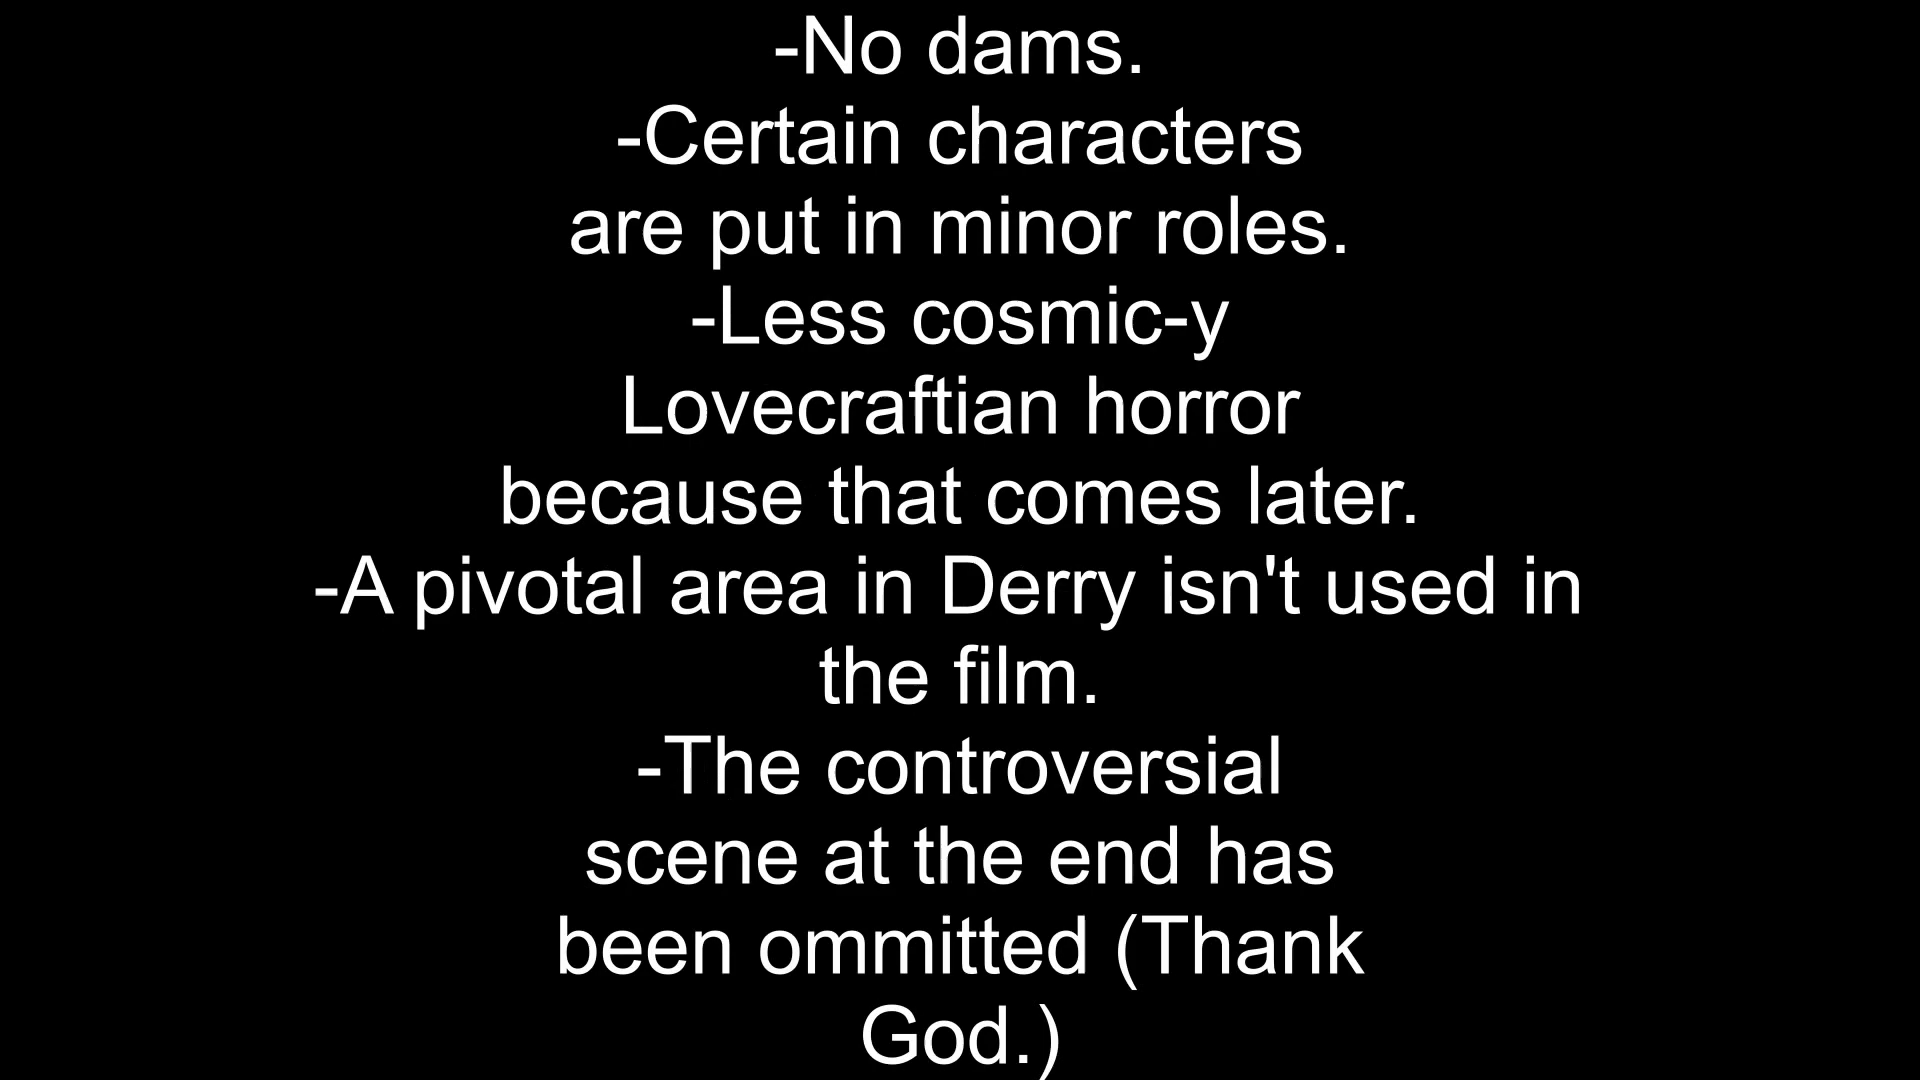 -No dams.
-Certain characters
are put in minor roles.
-Less cosmic-y
Lovecraftian horror
because that comes later.
-A pivotal area in Derry isn't used in
the film.
-The controversial
scene at the end has
been ommitted (Thank
God.)